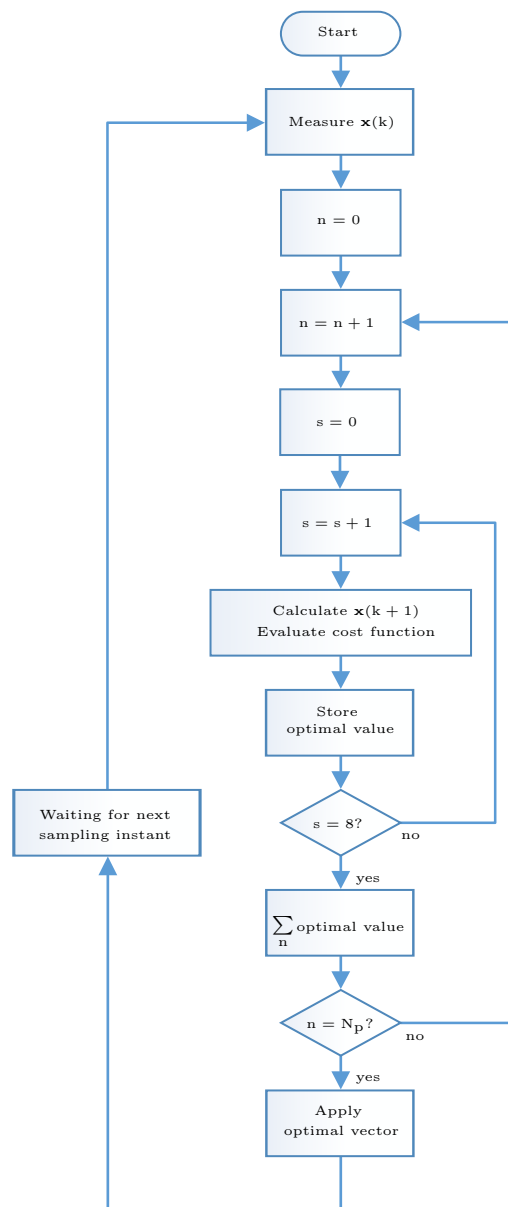 Start
Measure x(k)
n = 0
n = n + 1
s = 0
s = s + 1
Calculate x(k + 1)
Evaluate cost function
Store
optimal value
Waiting for next
sampling instant
s = 8?
no
yes
∑ optimal value
n
n = Np?
no
yes
Apply
optimal vector